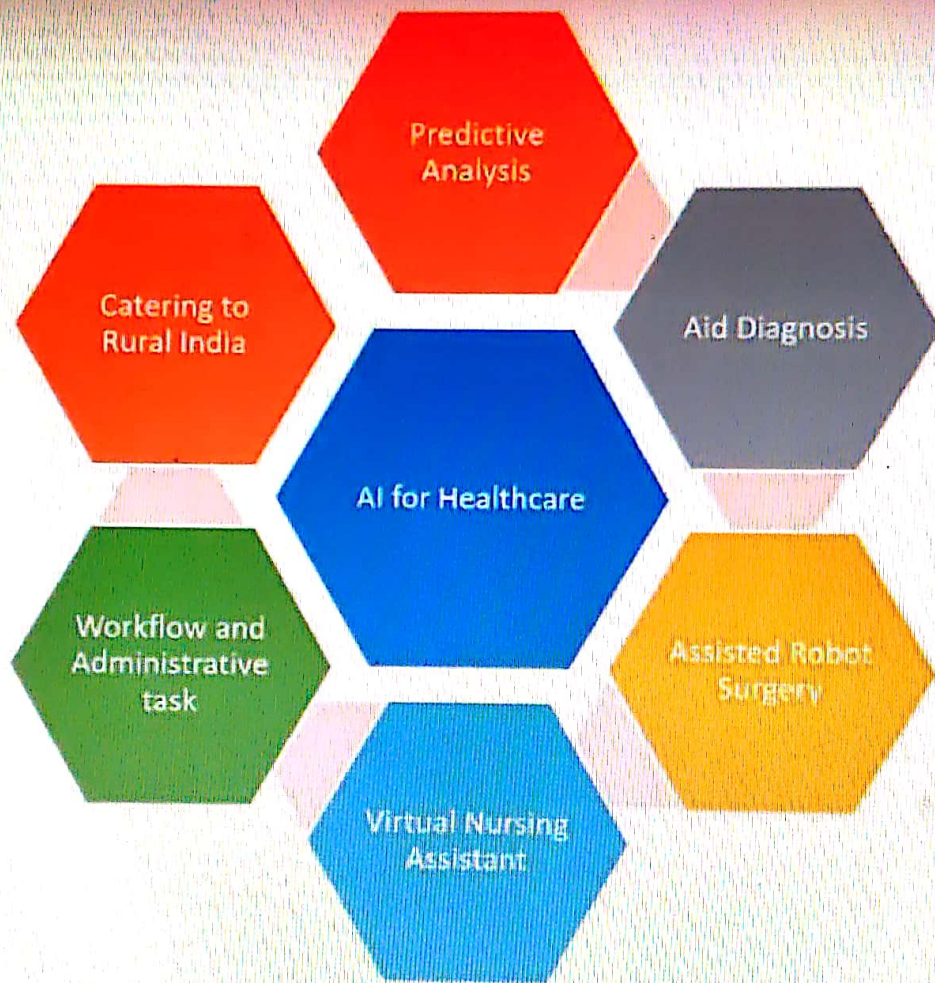 Predictive
Analysis
Catering to
Rural India
Aid Diagnosis
AI for Healthcare
Workflow and
Administrative
task
Assisted Robot
Surgery
Virtual Nursing
Assistant